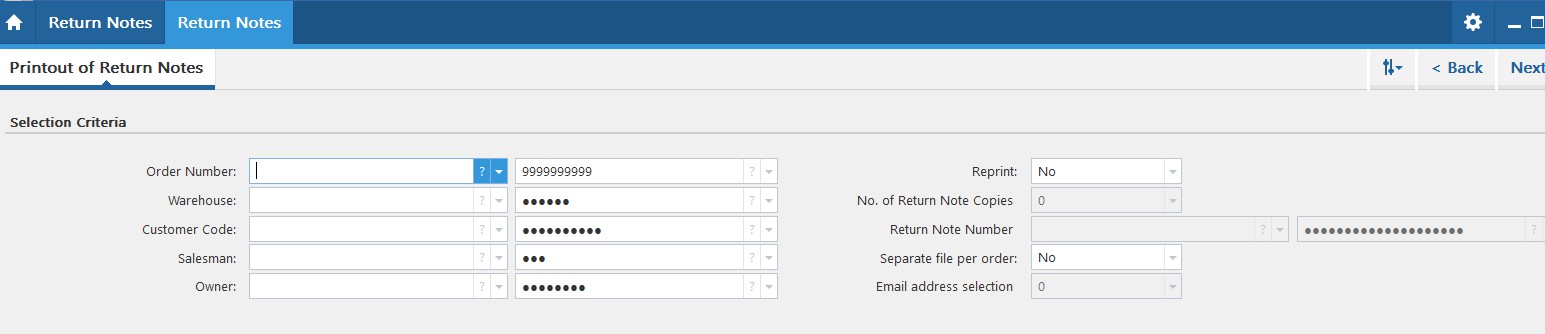 Return Notes Return Notes
Printout of Return Notes < Back Next
Selection Criteria
Order Number: ? 9999999999 ? Reprint: No
Warehouse: ? ●●●●●● ? No. of Return Note Copies 0
Customer Code: ? ●●●●●●●●●● ? Return Note Number ? ●●●●●●●●●●●●●●●●●●●● ?
Salesman: ? ●●● ? Separate file per order: No
Owner: ? ●●●●●●●● ? Email address selection 0